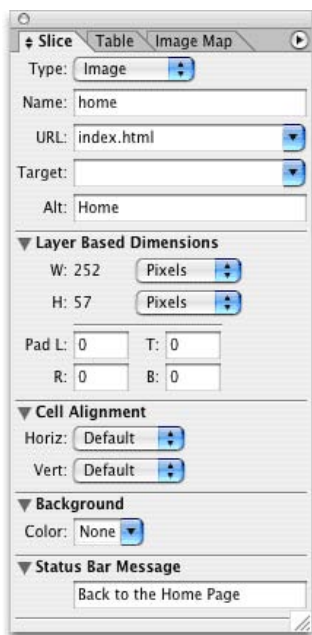 Slice Table Image Map
Type: Image
Name: home
URL: index.html
Target:
Alt: Home
Layer Based Dimensions
W: 252 Pixels
H: 57 Pixels
Pad L: 0 T: 0
R: 0 B: 0
Cell Alignment
Horiz: Default
Vert: Default
Background
Color: None
Status Bar Message
Back to the Home Page